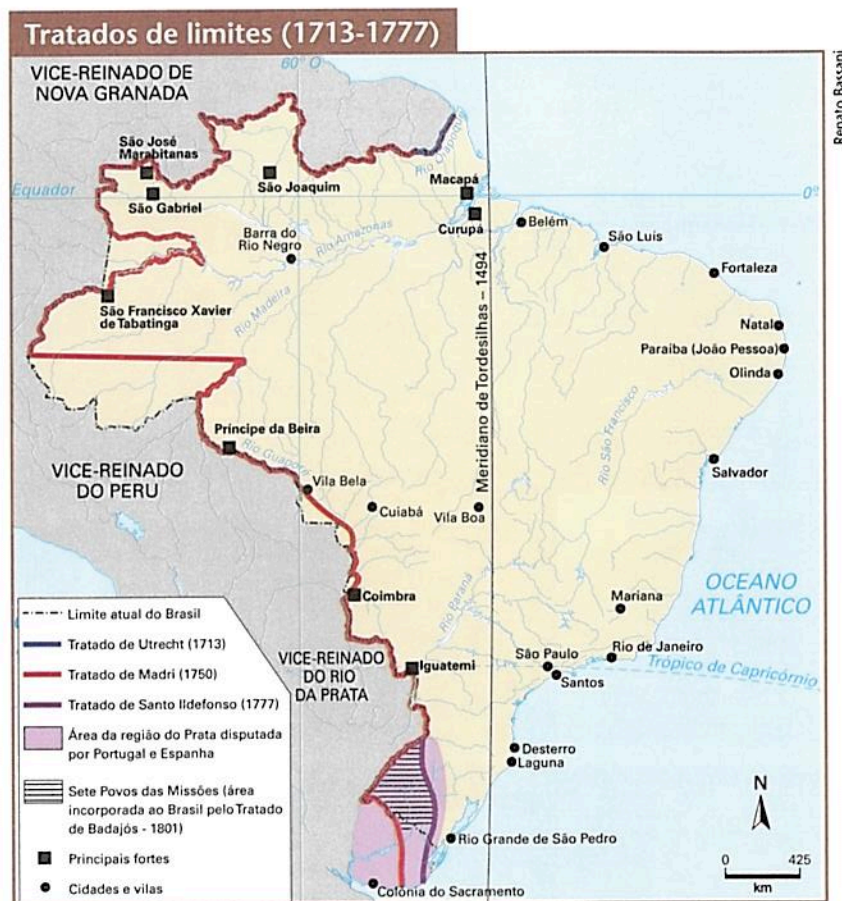 Tratados de limites (1713-1777)
Renato Bassani
VICE-REINADO DE
NOVA GRANADA
60° O
São José
Marabitanas
São Joaquim
Rio Oiapoque
Equador
0°
São Gabriel
Macapá
Curupá
Belém
Barra do
Rio Negro
Rio Amazonas
São Luís
Fortaleza
São Francisco Xavier
de Tabatinga
Rio Madeira
Meridiano de Tordesilhas – 1494
Natal
Paraíba (João Pessoa)
Olinda
Rio São Francisco
Príncipe da Beira
Rio Guaporé
VICE-REINADO
DO PERU
Vila Bela
Cuiabá
Vila Boa
Salvador
Coimbra
Rio Paraná
Mariana
OCEANO
ATLÂNTICO
VICE-REINADO
DO RIO
DA PRATA
Iguatemi
São Paulo
Santos
Rio de Janeiro
Trópico de Capricórnio
Desterro
Laguna
Rio Grande de São Pedro
Colônia do Sacramento
Limite atual do Brasil
Tratado de Utrecht (1713)
Tratado de Madri (1750)
Tratado de Santo Ildefonso (1777)
Área da região do Prata disputada
por Portugal e Espanha
Sete Povos das Missões (área
incorporada ao Brasil pelo Tratado
de Badajós - 1801)
Principais fortes
Cidades e vilas
N
0 425
km